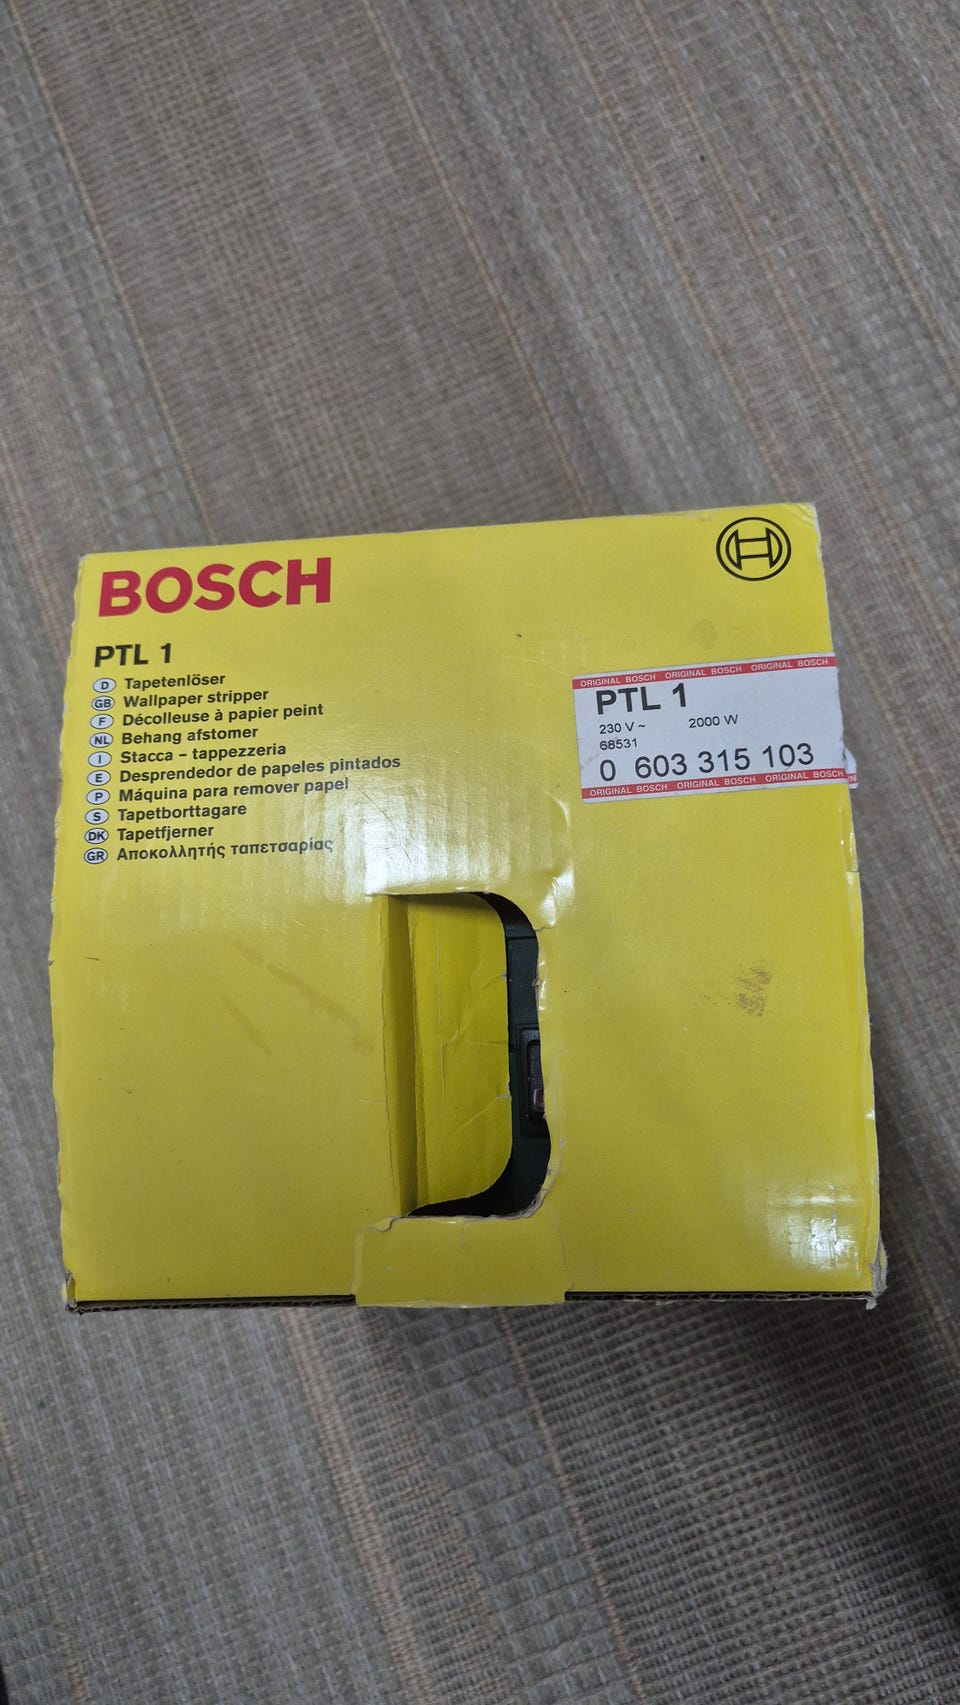 BOSCH
PTL 1
D Tapetenlöser
GB Wallpaper stripper
F Décolleuse à papier peint
NL Behang afstomer
I Stacca – tappezzeria
E Desprendedor de papeles pintados
P Máquina para remover papel
S Tapetborttagare
DK Tapetfjerner
GR Αποκολλητής ταπετσαρίας
ORIGINAL BOSCH ORIGINAL BOSCH ORIGINAL BOSCH
PTL 1
230 V ~ 2000 W
68531
0 603 315 103
ORIGINAL BOSCH ORIGINAL BOSCH ORIGINAL BOSCH